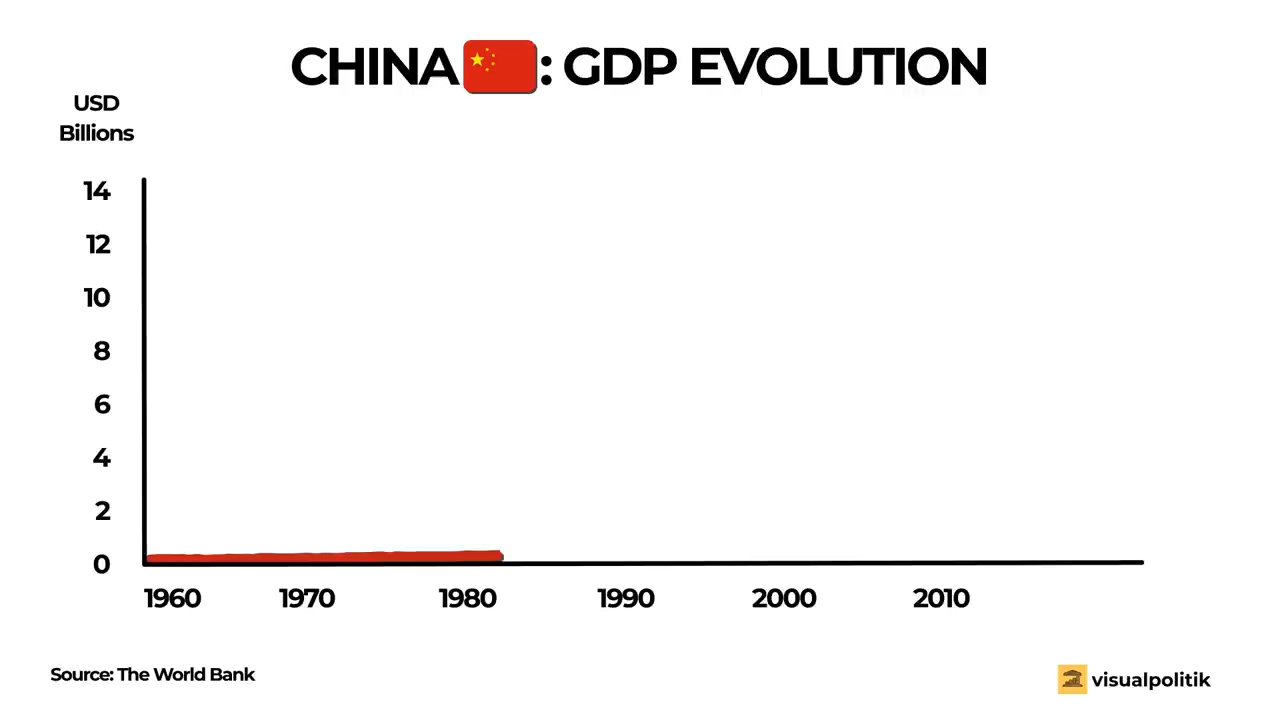 CHINA : GDP EVOLUTION
USD
Billions
14
12
10
8
6
4
2
0
1960 1970 1980 1990 2000 2010
Source: The World Bank
visualpolitik